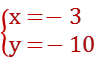 x = − 3
y = − 10